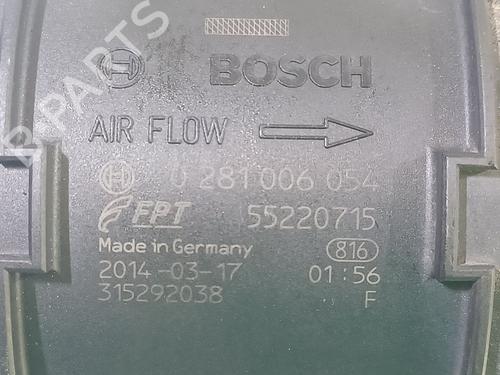 BOSCH
AIR FLOW
0 281 006 054
FPT 55220715
Made in Germany 816
2014-03-17 01:56
315292038 F
B PARTS